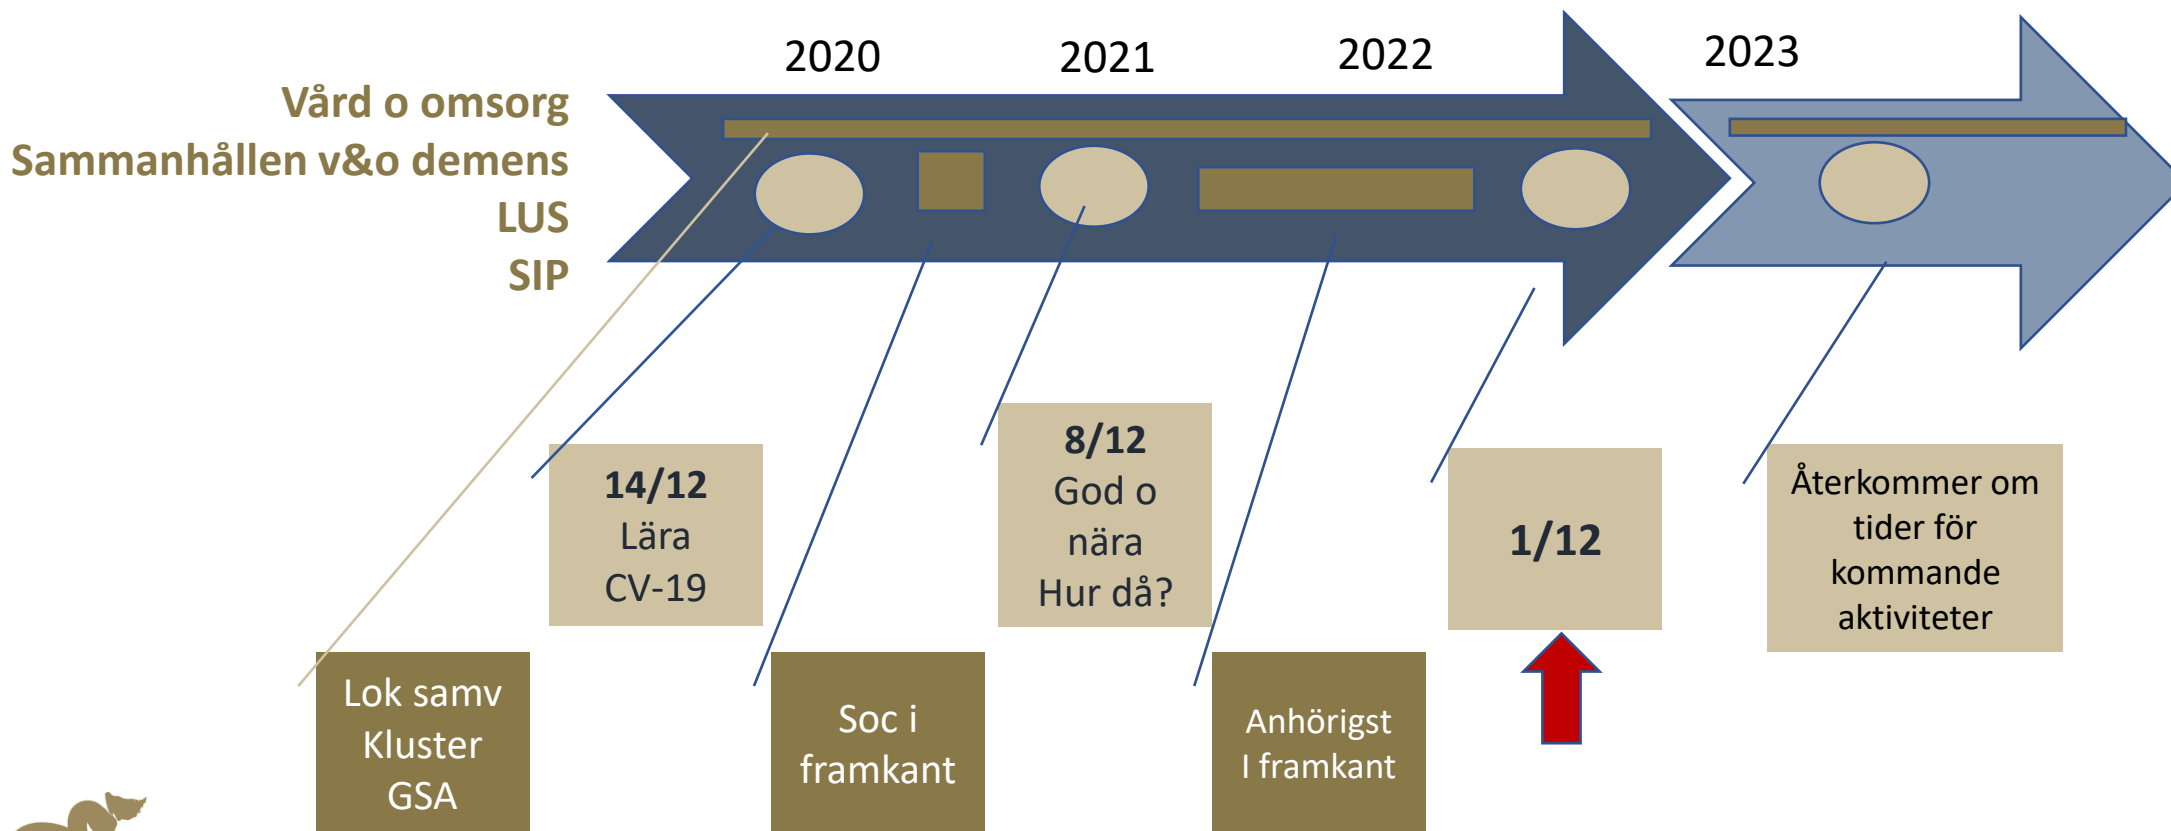 2020
2021
2022
2023
Vård o omsorg
Sammanhållen v&o demens
LUS
SIP
14/12
Lära
CV-19
8/12
God o
nära
Hur då?
1/12
Återkommer om
tider för
kommande
aktiviteter
Lok samv
Kluster
GSA
Soc i
framkant
Anhörigst
I framkant